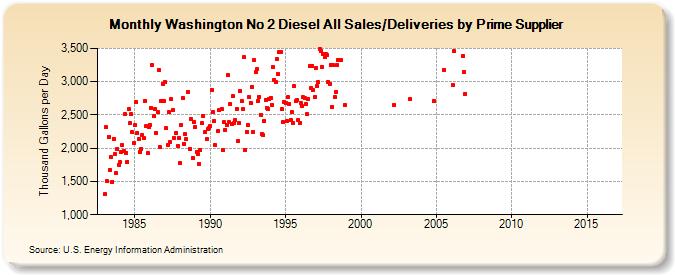 Monthly Washington No 2 Diesel All Sales/Deliveries by Prime Supplier
Thousand Gallons per Day
3,500
3,000
2,500
2,000
1,500
1,000
1985 1990 1995 2000 2005 2010 2015
Source: U.S. Energy Information Administration